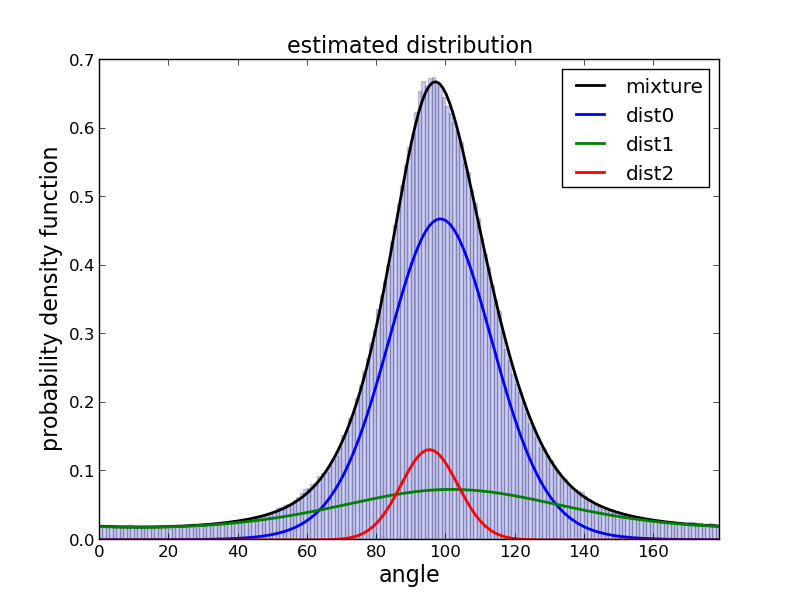 estimated distribution
mixture
dist0
dist1
dist2
probability density function
0.7
0.6
0.5
0.4
0.3
0.2
0.1
0.0
0 20 40 60 80 100 120 140 160
angle